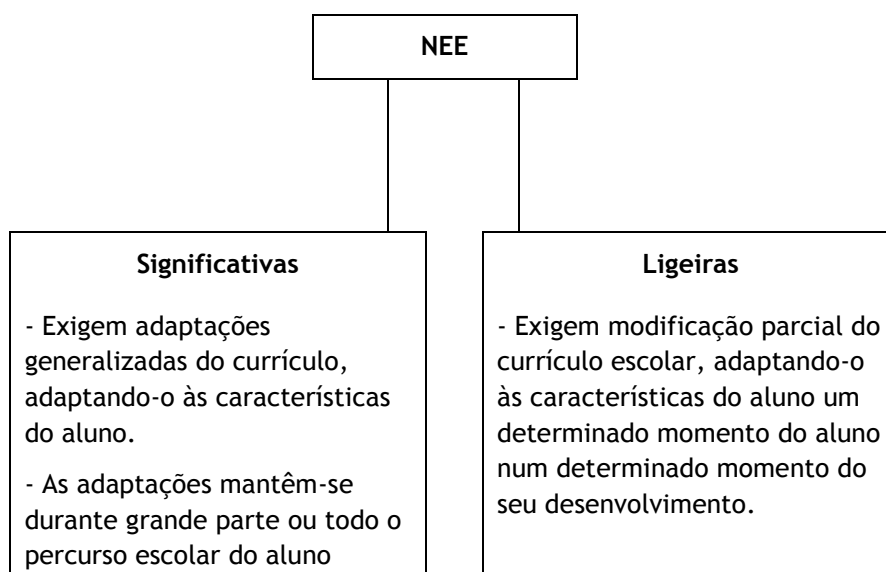 NEE
Significativas
- Exigem adaptações
generalizadas do currículo,
adaptando-o às características
do aluno.
- As adaptações mantêm-se
durante grande parte ou todo o
percurso escolar do aluno
Ligeiras
- Exigem modificação parcial do
currículo escolar, adaptando-o
às características do aluno um
determinado momento do aluno
num determinado momento do
seu desenvolvimento.